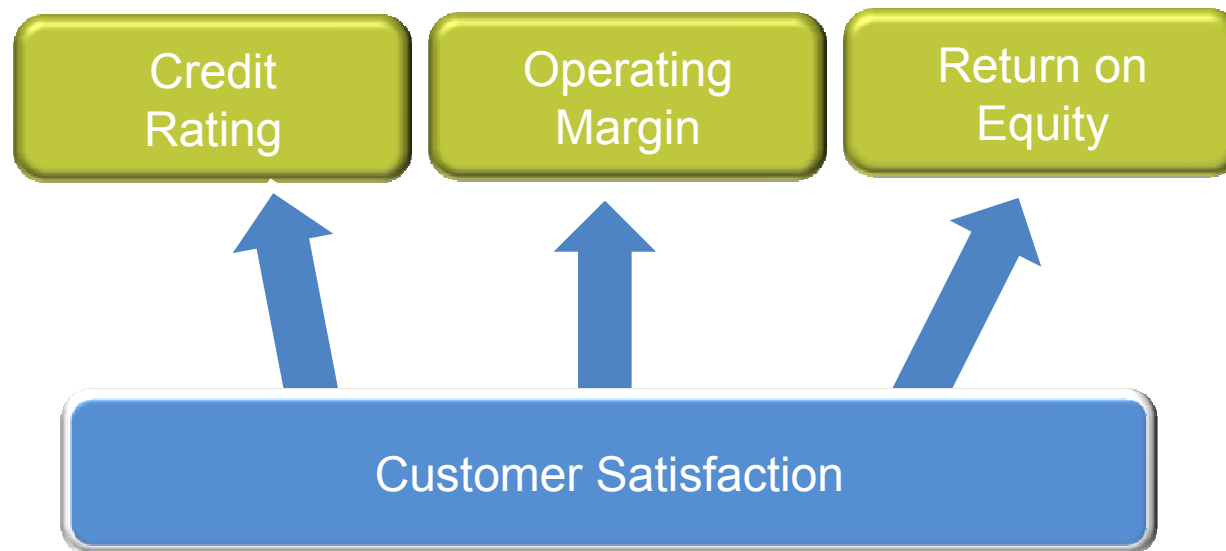 Credit
Rating
Operating
Margin
Return on
Equity
Customer Satisfaction